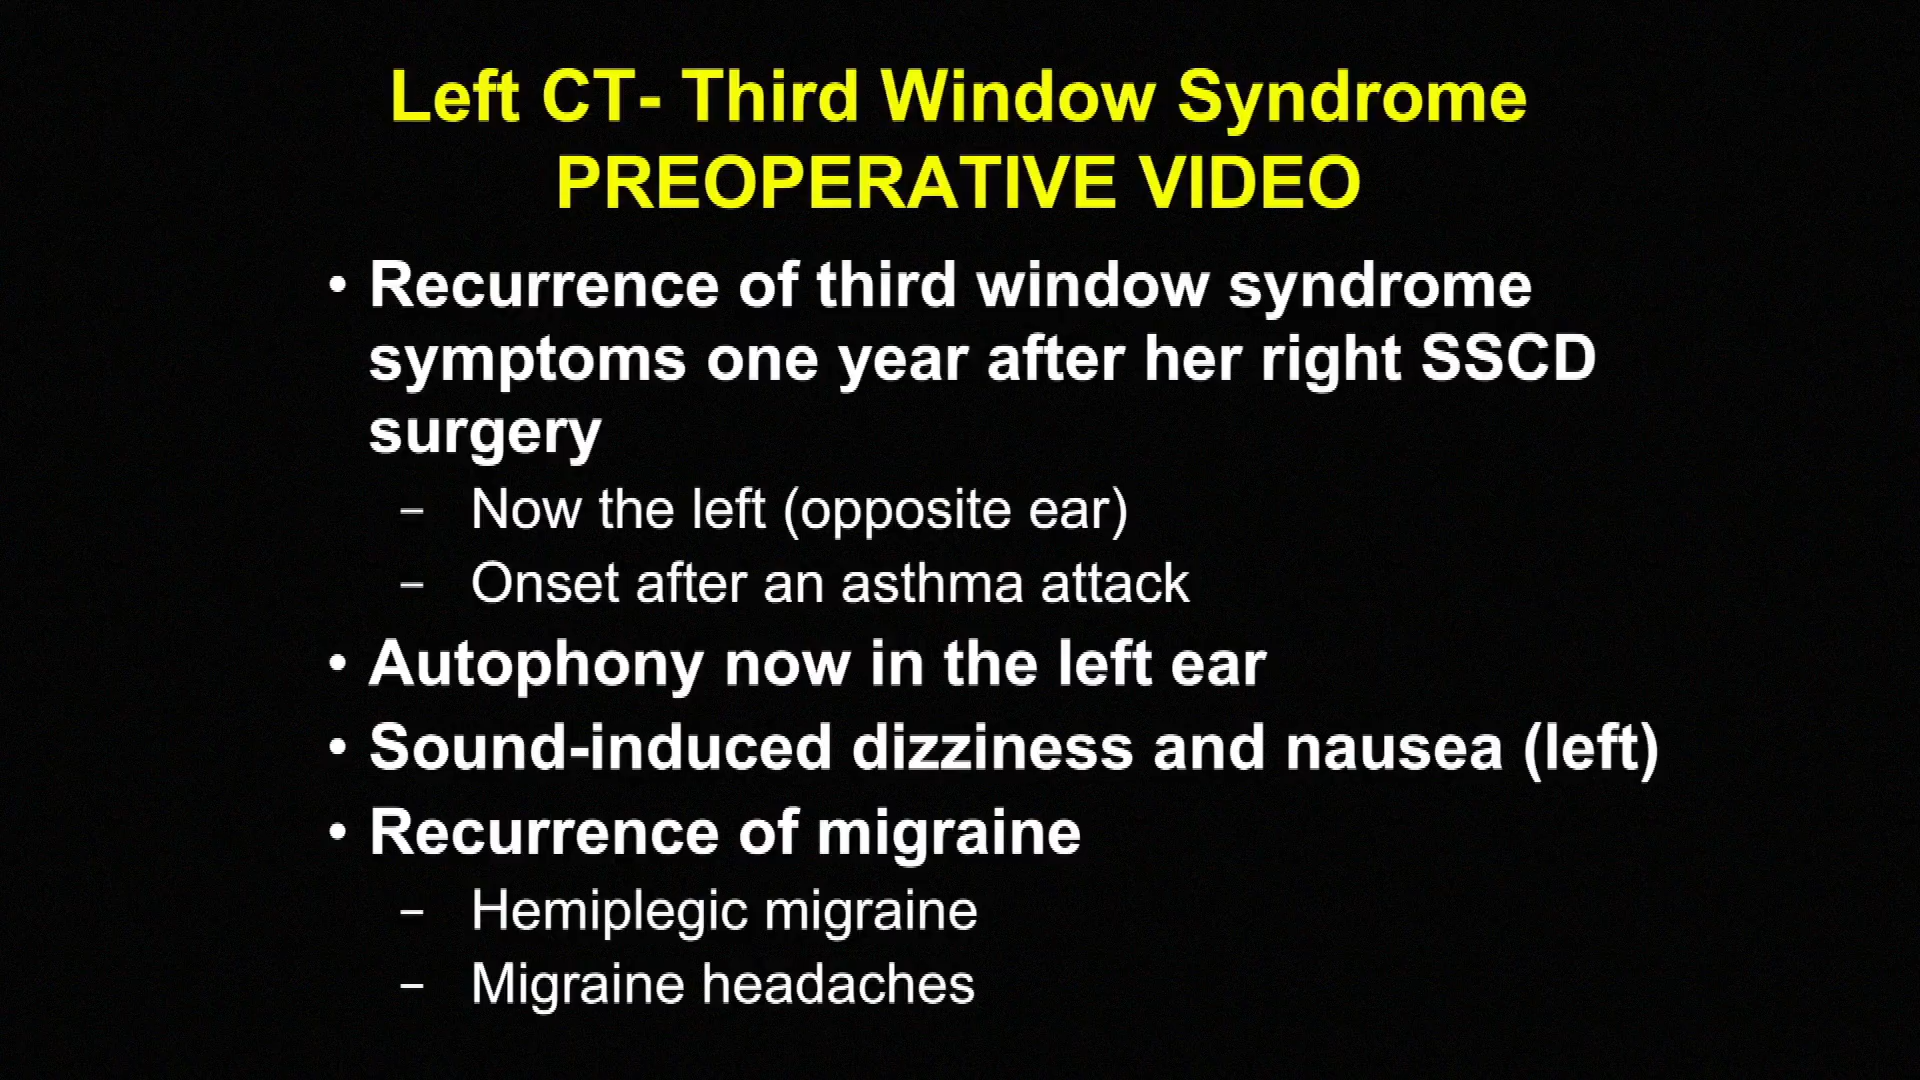 Left CT- Third Window Syndrome
PREOPERATIVE VIDEO
• Recurrence of third window syndrome
symptoms one year after her right SSCD
surgery
– Now the left (opposite ear)
– Onset after an asthma attack
• Autophony now in the left ear
• Sound-induced dizziness and nausea (left)
• Recurrence of migraine
– Hemiplegic migraine
– Migraine headaches